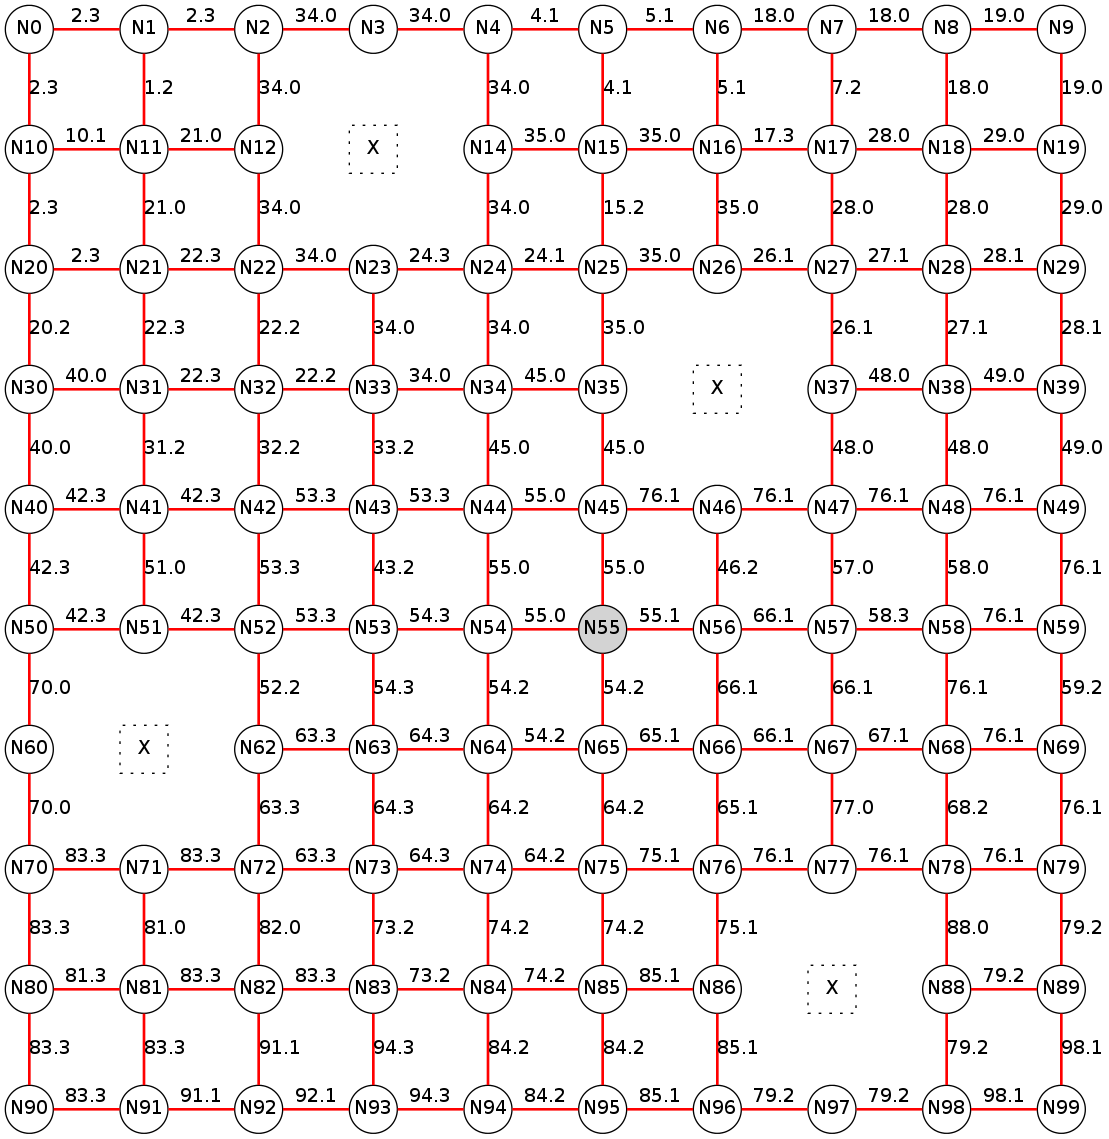 2.3 2.3 34.0 34.0 4.1 5.1 18.0 18.0 19.0
N0 N1 N2 N3 N4 N5 N6 N7 N8 N9
2.3 1.2 34.0 34.0 4.1 5.1 7.2 18.0 19.0
10.1 21.0 35.0 35.0 17.3 28.0 29.0
N10 N11 N12 X N14 N15 N16 N17 N18 N19
2.3 21.0 34.0 34.0 15.2 35.0 28.0 28.0 29.0
2.3 22.3 34.0 24.3 24.1 35.0 26.1 27.1 28.1
N20 N21 N22 N23 N24 N25 N26 N27 N28 N29
20.2 22.3 22.2 34.0 34.0 35.0 26.1 27.1 28.1
40.0 22.3 22.2 34.0 45.0 48.0 49.0
N30 N31 N32 N33 N34 N35 X N37 N38 N39
40.0 31.2 32.2 33.2 45.0 45.0 48.0 48.0 49.0
42.3 42.3 53.3 53.3 55.0 76.1 76.1 76.1 76.1
N40 N41 N42 N43 N44 N45 N46 N47 N48 N49
42.3 51.0 53.3 43.2 55.0 55.0 46.2 57.0 58.0 76.1
42.3 42.3 53.3 54.3 55.0 55.1 66.1 58.3 76.1
N50 N51 N52 N53 N54 N55 N56 N57 N58 N59
70.0 52.2 54.3 54.2 54.2 66.1 66.1 76.1 59.2
63.3 64.3 54.2 65.1 66.1 67.1 76.1
N60 X N62 N63 N64 N65 N66 N67 N68 N69
70.0 63.3 64.3 64.2 64.2 65.1 77.0 68.2 76.1
83.3 83.3 63.3 64.3 64.2 75.1 76.1 76.1 76.1
N70 N71 N72 N73 N74 N75 N76 N77 N78 N79
83.3 81.0 82.0 73.2 74.2 74.2 75.1 88.0 79.2
81.3 83.3 83.3 73.2 74.2 85.1 79.2
N80 N81 N82 N83 N84 N85 N86 X N88 N89
83.3 83.3 91.1 94.3 84.2 84.2 85.1 79.2 98.1
83.3 91.1 92.1 94.3 84.2 85.1 79.2 79.2 98.1
N90 N91 N92 N93 N94 N95 N96 N97 N98 N99